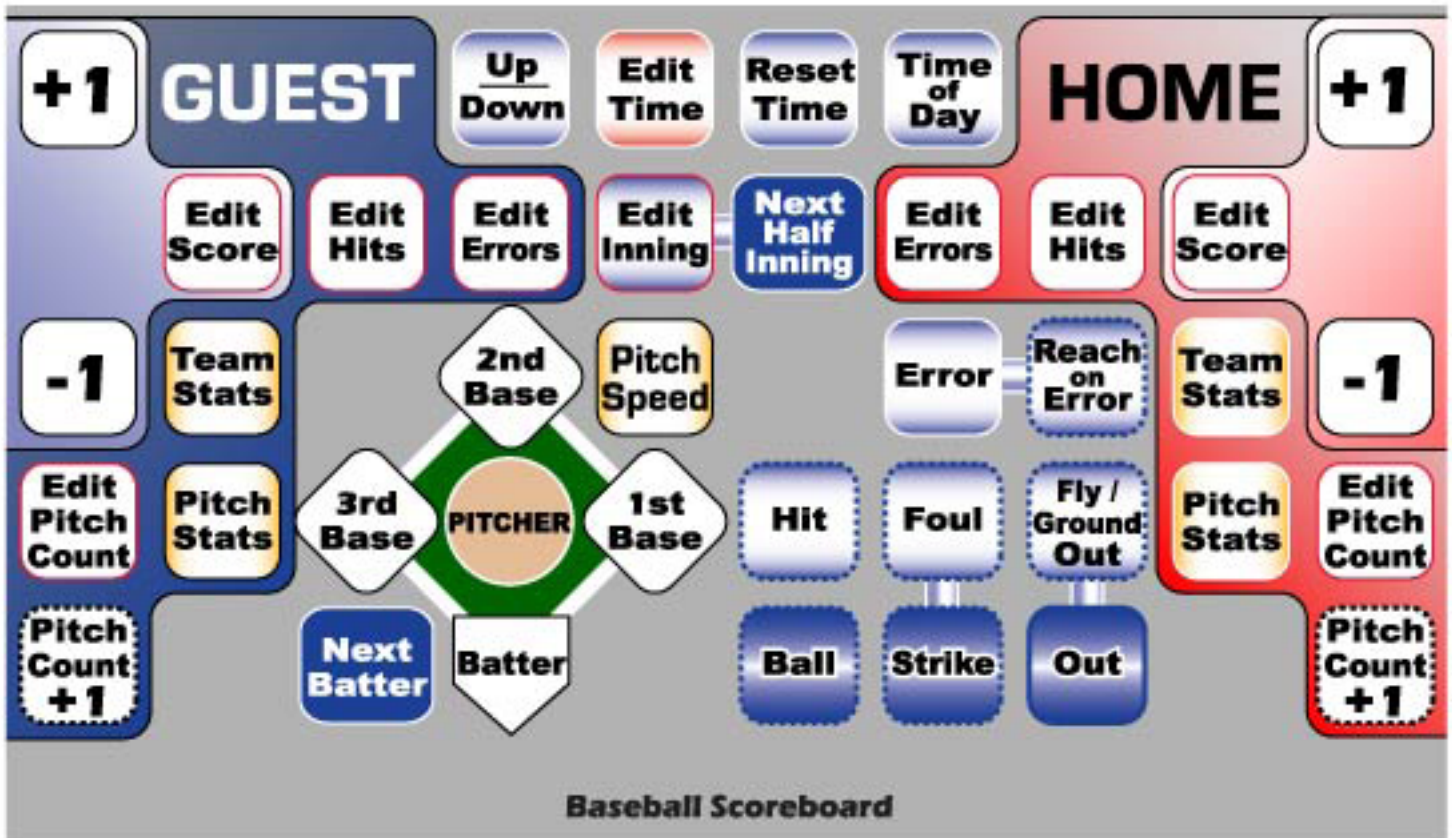 +1
GUEST
Up
Down
Edit
Time
Reset
Time
Time
of
Day
HOME
+1
Edit
Score
Edit
Hits
Edit
Errors
Edit
Inning
Next
Half
Inning
Edit
Errors
Edit
Hits
Edit
Score
-1
Team
Stats
2nd
Base
Pitch
Speed
Error
Reach
on
Error
Team
Stats
-1
Edit
Pitch
Count
Pitch
Stats
3rd
Base
PITCHER
1st
Base
Hit
Foul
Fly /
Ground
Out
Pitch
Stats
Edit
Pitch
Count
Pitch
Count
+1
Next
Batter
Batter
Ball
Strike
Out
Pitch
Count
+1
Baseball Scoreboard